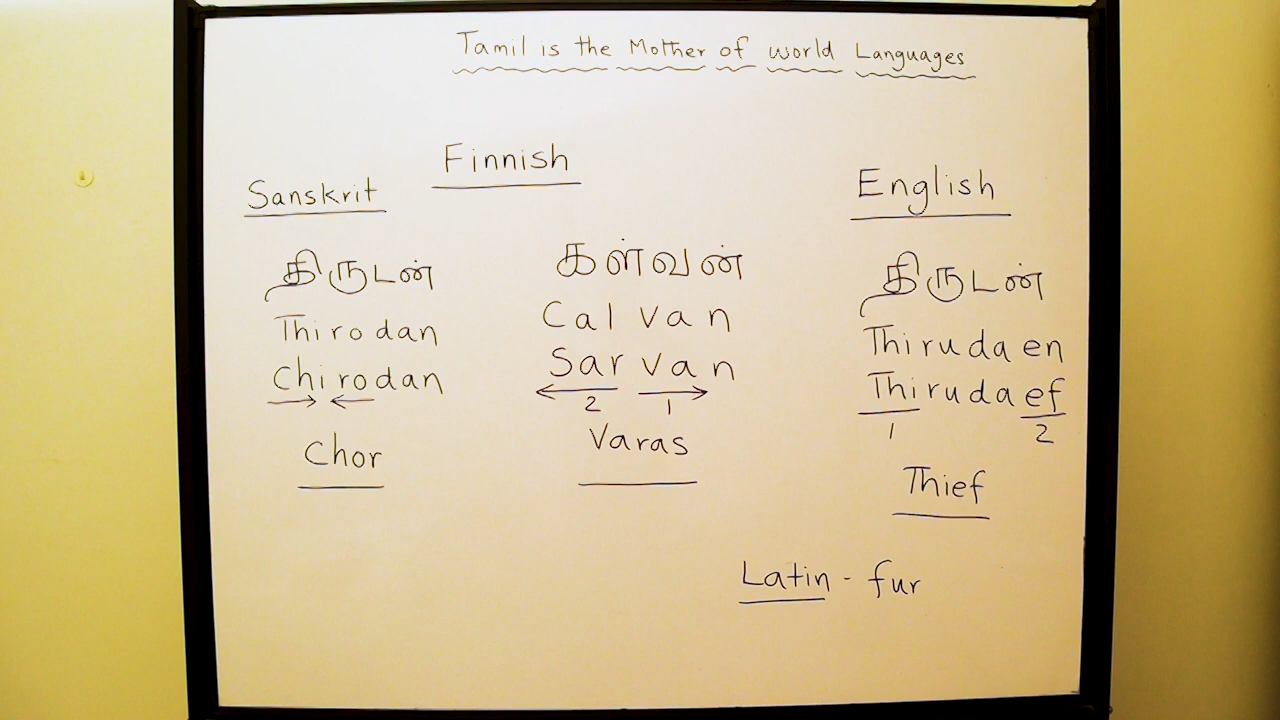 Tamil is the Mother of world Languages
Sanskrit
திருடன்
Thirodan
Chirodan
Chor
Finnish
கள்வன்
Calvan
Sarvan
2 1
Varas
English
திருடன்
Thirudaen
Thirudaef
1 2
Thief
Latin - fur